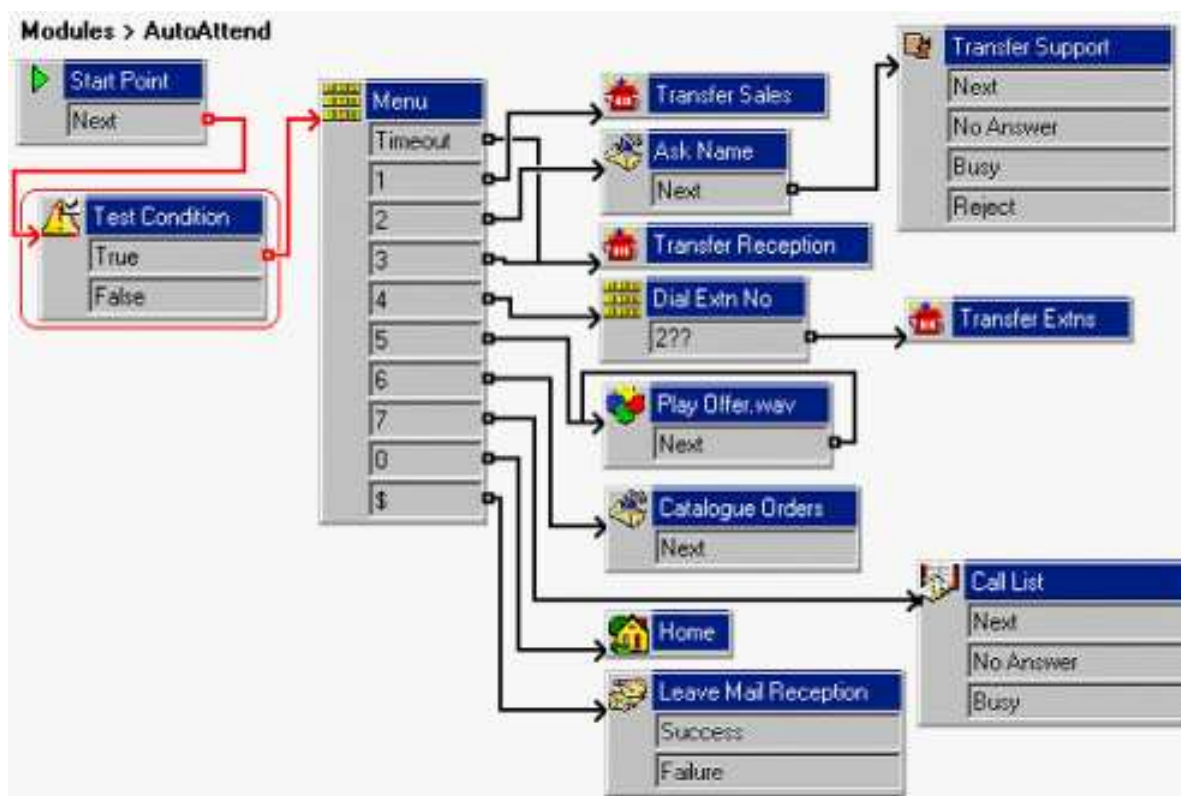 Modules > AutoAttend
Start Point
Next
Test Condition
True
False
Menu
Timeout
1
2
3
4
5
6
7
0
$
Transfer Sales
Ask Name
Next
Transfer Reception
Dial Extn No
2??
Play Offer.wav
Next
Catalogue Orders
Next
Home
Leave Mail Reception
Success
Failure
Transfer Support
Next
No Answer
Busy
Reject
Transfer Extns
Call List
Next
No Answer
Busy